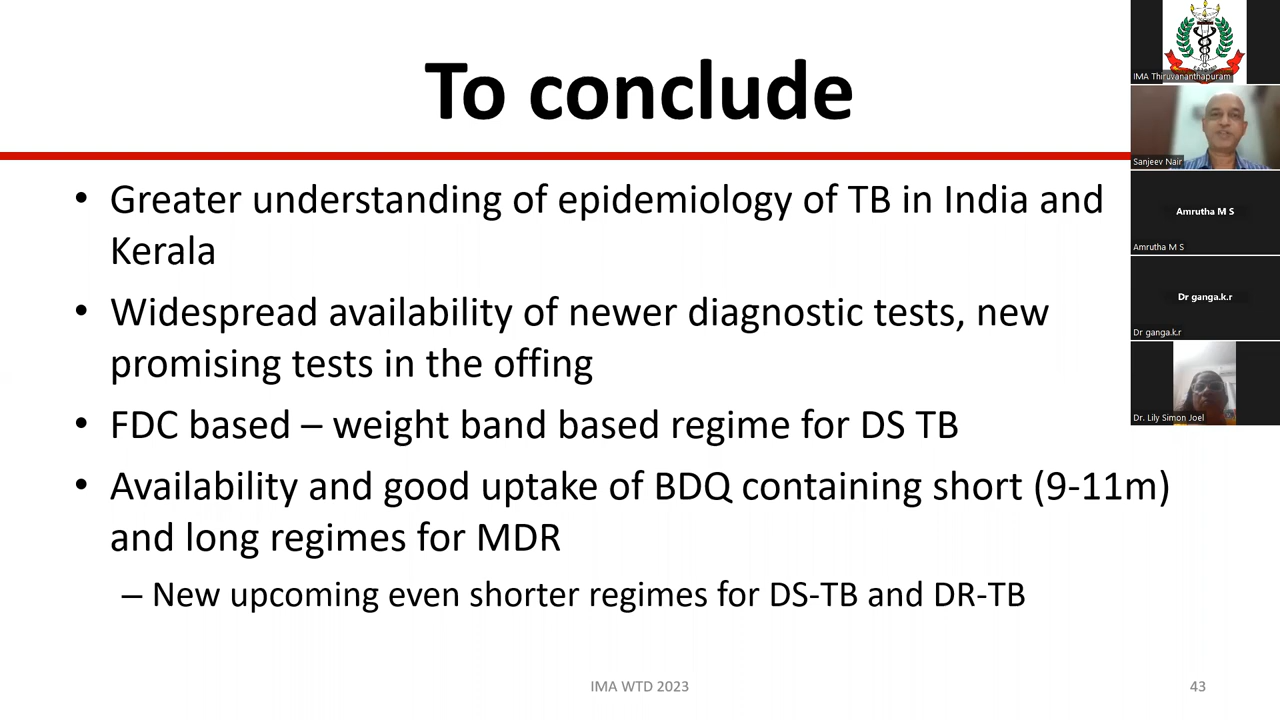 To conclude
• Greater understanding of epidemiology of TB in India and
Kerala
• Widespread availability of newer diagnostic tests, new
promising tests in the offing
• FDC based – weight band based regime for DS TB
• Availability and good uptake of BDQ containing short (9-11m)
and long regimes for MDR
– New upcoming even shorter regimes for DS-TB and DR-TB
IMA WTD 2023
43
IMA Thiruvananthapuram
Sanjeev Nair
Amrutha M S
Amrutha M S
Dr ganga.k.r
Dr ganga.k.r
Dr. Lily Simon Joel